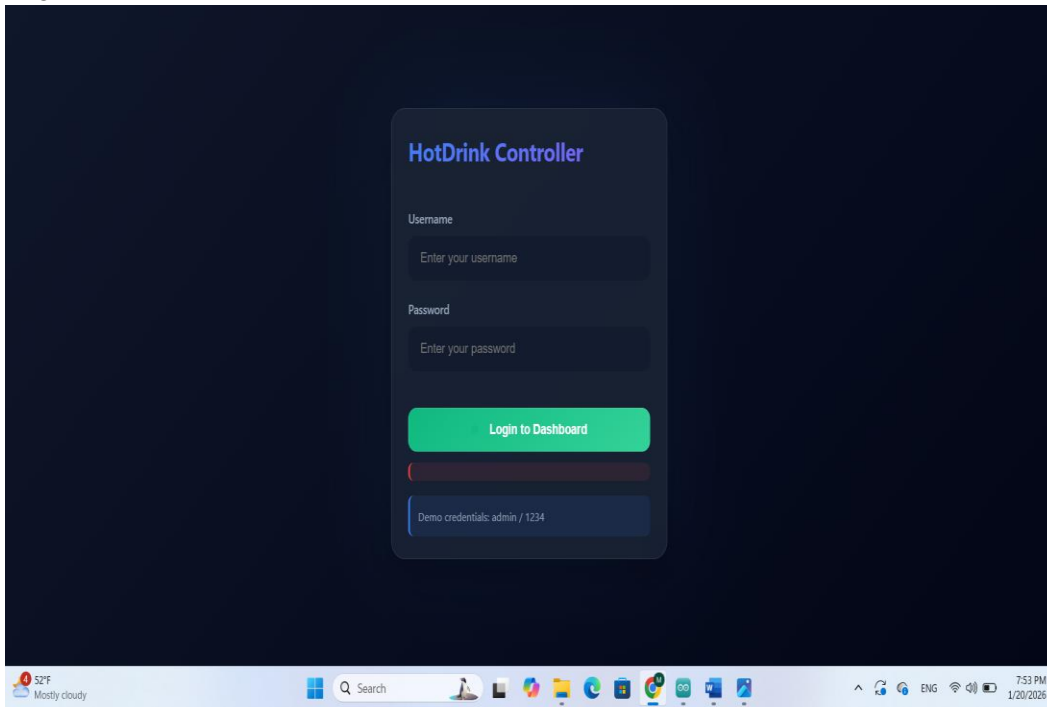 HotDrink Controller
Username
Enter your username
Password
Enter your password
Login to Dashboard
Demo credentials: admin / 1234
4
52°F
Mostly cloudy
Search
M
ENG
7:53 PM
1/20/2026